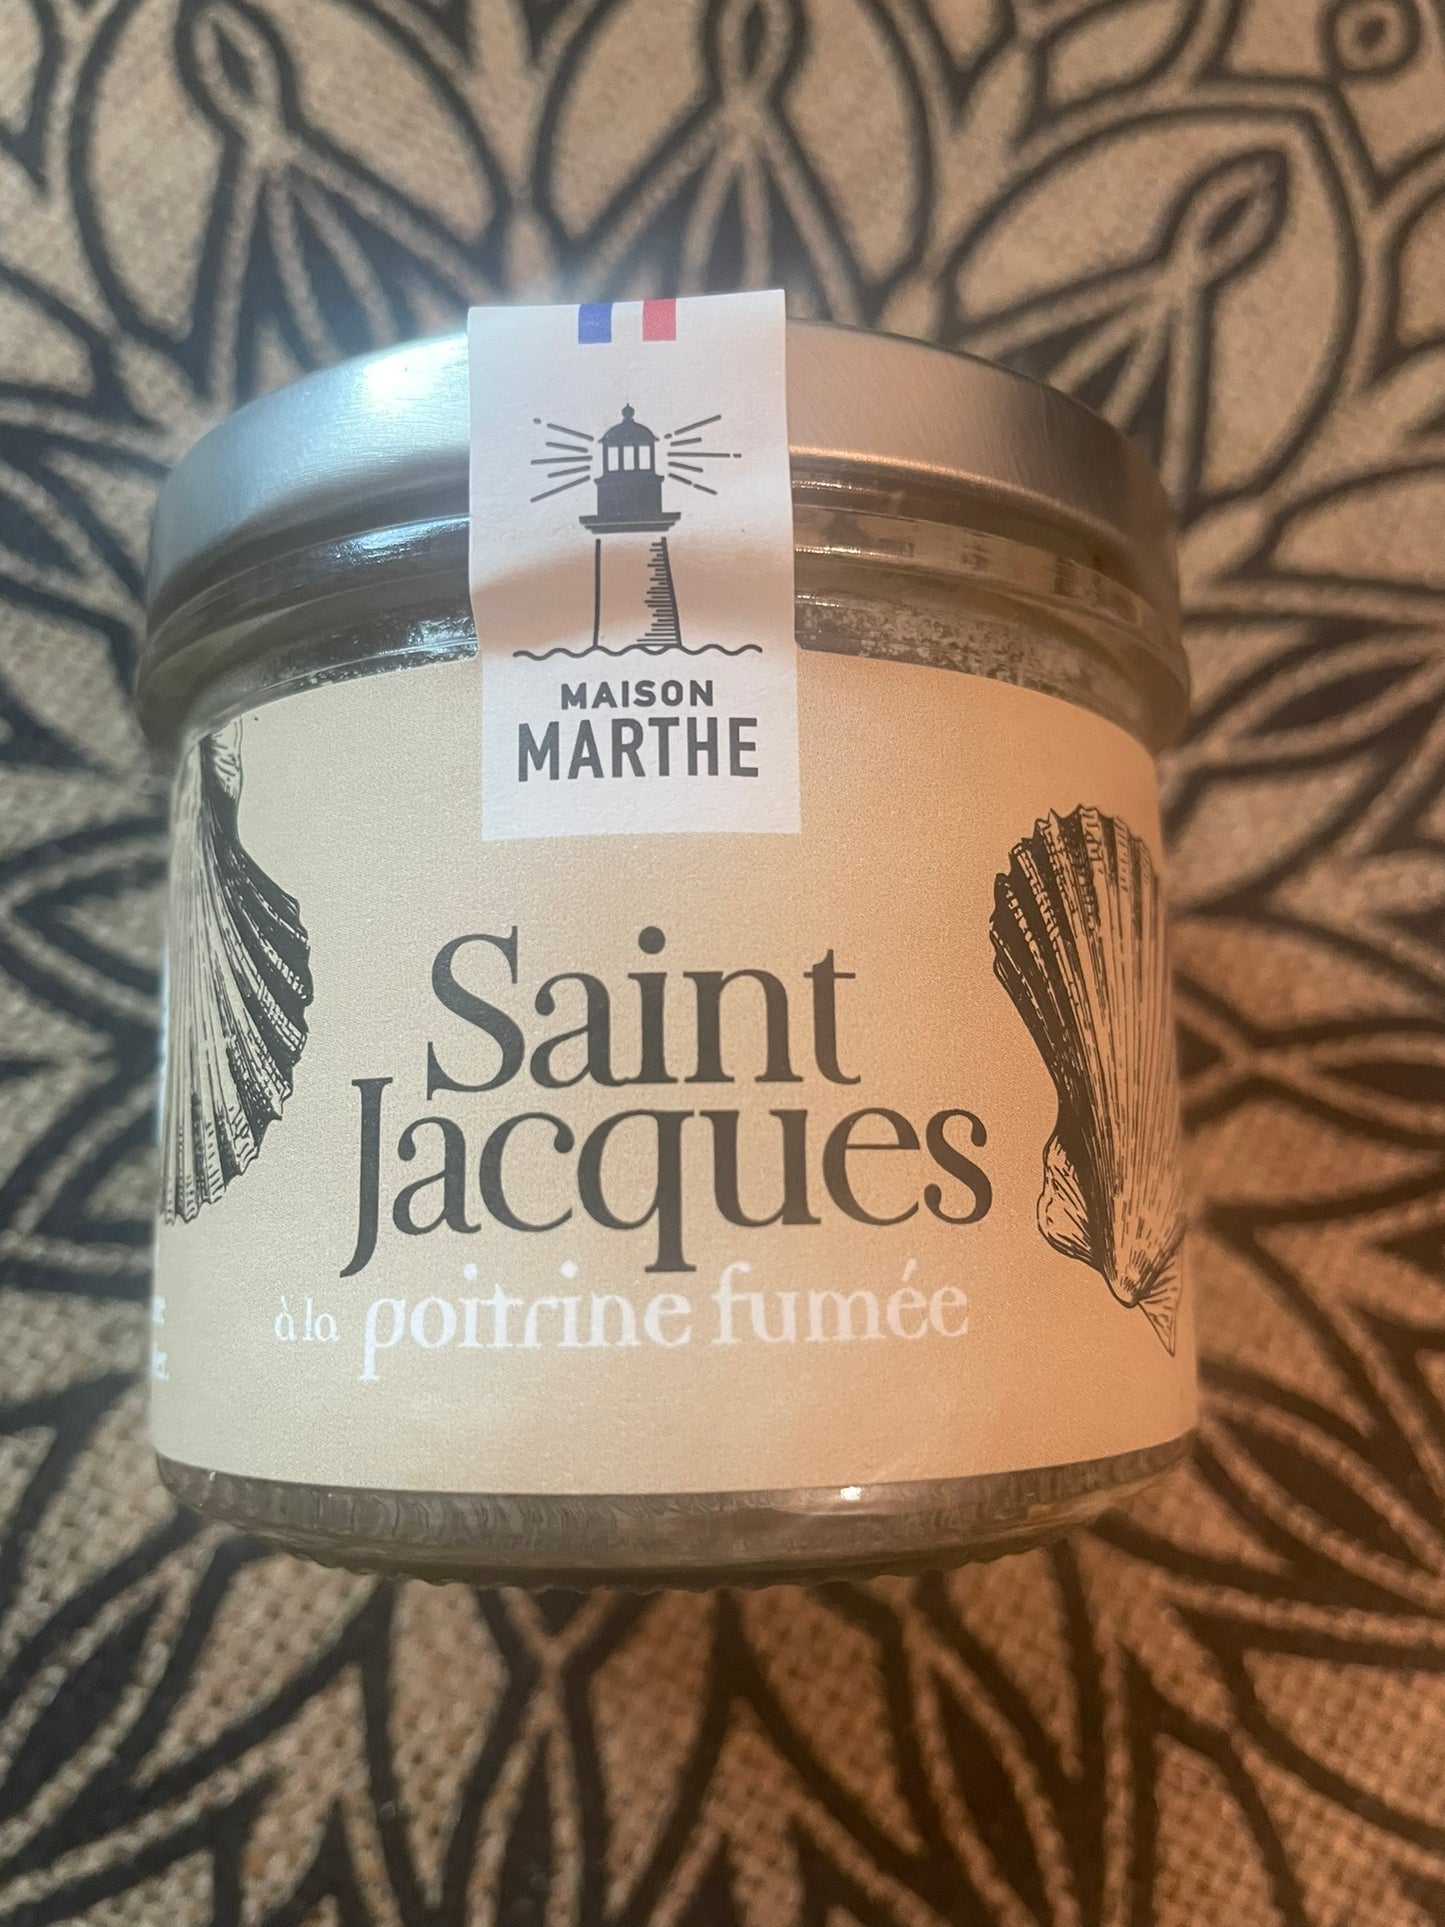 MAISON
MARTHE
Saint
Jacques
à la poitrine fumée